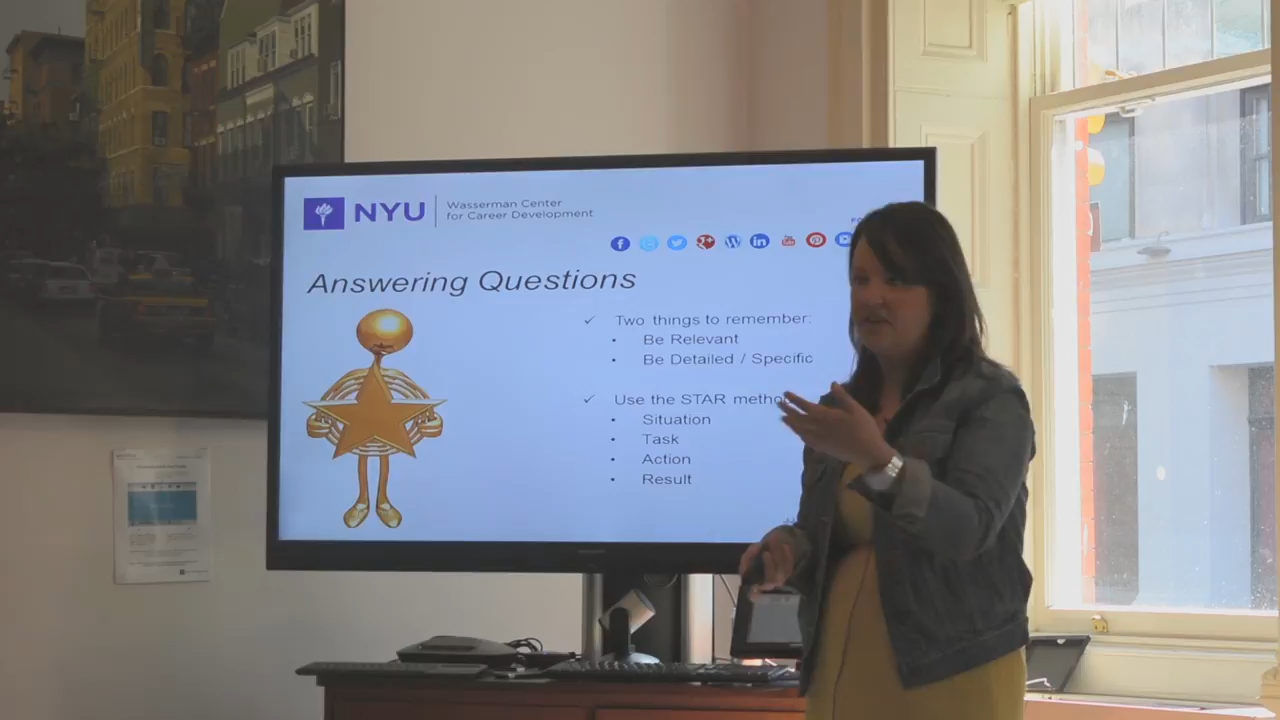 NYU
Wasserman Center
for Career Development
Answering Questions
✓ Two things to remember:
• Be Relevant
• Be Detailed / Specific
✓ Use the STAR
• Situation
• Task
• Action
• Result